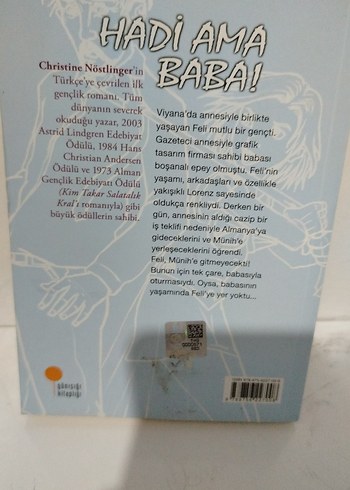 HADİ AMA
BABA!
Christine Nöstlinger'in
Türkçe'ye çevrilen ilk
gençlik romanı. Tüm
dünyanın severek
okuduğu yazar, 2003
Astrid Lindgren Edebiyat
Ödülü, 1984 Hans
Christian Andersen
Ödülü ve 1973 Alman
Gençlik Edebiyatı Ödülü
(Kim Takar Salatalık
Kral'ı romanıyla) gibi
büyük ödüllerin sahibi.
Viyana'da annesiyle birlikte
yaşayan Feli mutlu bir gençti.
Gazeteci annesiyle grafik
tasarım firması sahibi babası
boşanalı epey olmuştu. Feli'nin
yaşamı, arkadaşları ve özellikle
yakışıklı Lorenz sayesinde
oldukça renkliydi. Derken bir
gün, annesinin aldığı cazip bir
iş teklifi nedeniyle Almanya'ya
gideceklerini ve Münih'e
yerleşeceklerini öğrendi.
Feli, Münih'e gitmeyecekti!
Bunun için tek çare, babasıyla
oturmasıydı. Oysa, babasının
yaşamında Feli'ye yer yoktu...
günışığı
kitaplığı